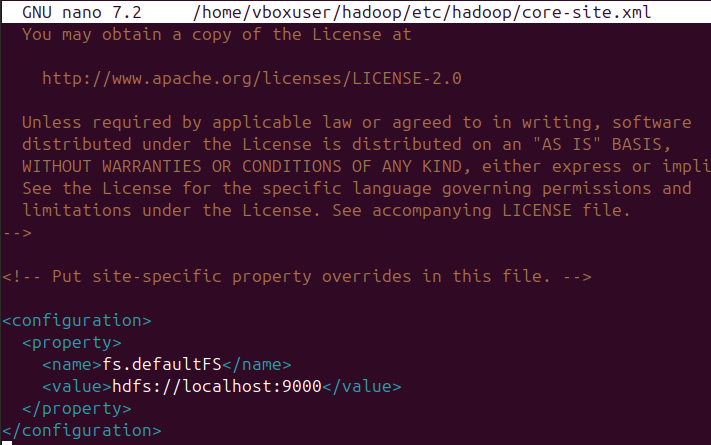 GNU nano 7.2     /home/vboxuser/hadoop/etc/hadoop/core-site.xml
  You may obtain a copy of the License at

    http://www.apache.org/licenses/LICENSE-2.0

  Unless required by applicable law or agreed to in writing, software
  distributed under the License is distributed on an "AS IS" BASIS,
  WITHOUT WARRANTIES OR CONDITIONS OF ANY KIND, either express or impli
  See the License for the specific language governing permissions and
  limitations under the License. See accompanying LICENSE file.
-->

<!-- Put site-specific property overrides in this file. -->

<configuration>
  <property>
    <name>fs.defaultFS</name>
    <value>hdfs://localhost:9000</value>
  </property>
</configuration>